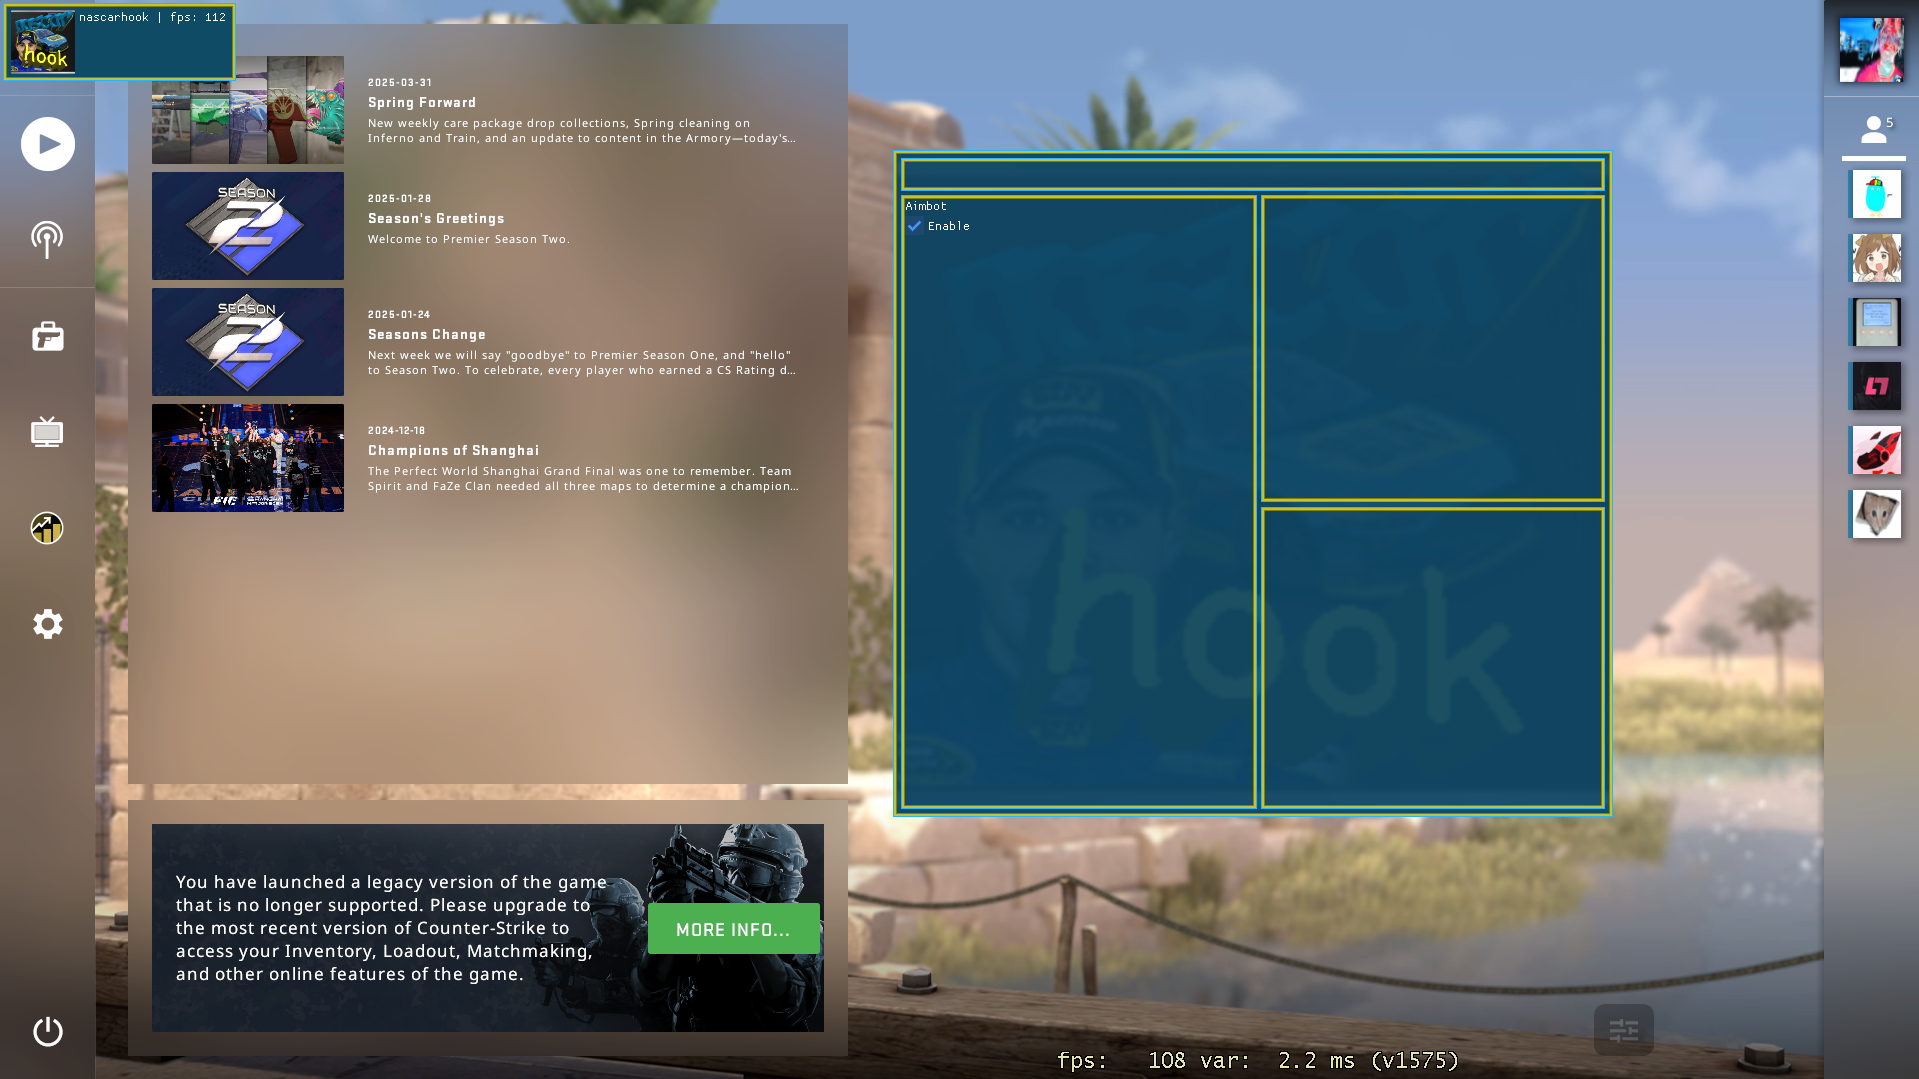 nascarhook | fps: 112
hook
2025-03-31
Spring Forward
New weekly care package drop collections, Spring cleaning on
Inferno and Train, and an update to content in the Armory—today's...
SEASON
2025-01-28
Season's Greetings
Welcome to Premier Season Two.
SEASON
2025-01-24
Seasons Change
Next week we will say "goodbye" to Premier Season One, and "hello"
to Season Two. To celebrate, every player who earned a CS Rating d...
2024-12-18
Champions of Shanghai
The Perfect World Shanghai Grand Final was one to remember. Team
Spirit and FaZe Clan needed all three maps to determine a champion...
You have launched a legacy version of the game
that is no longer supported. Please upgrade to
the most recent version of Counter-Strike to
access your Inventory, Loadout, Matchmaking,
and other online features of the game.
MORE INFO...
Aimbot
Enable
hook
5
fps: 108 var: 2.2 ms (v1575)